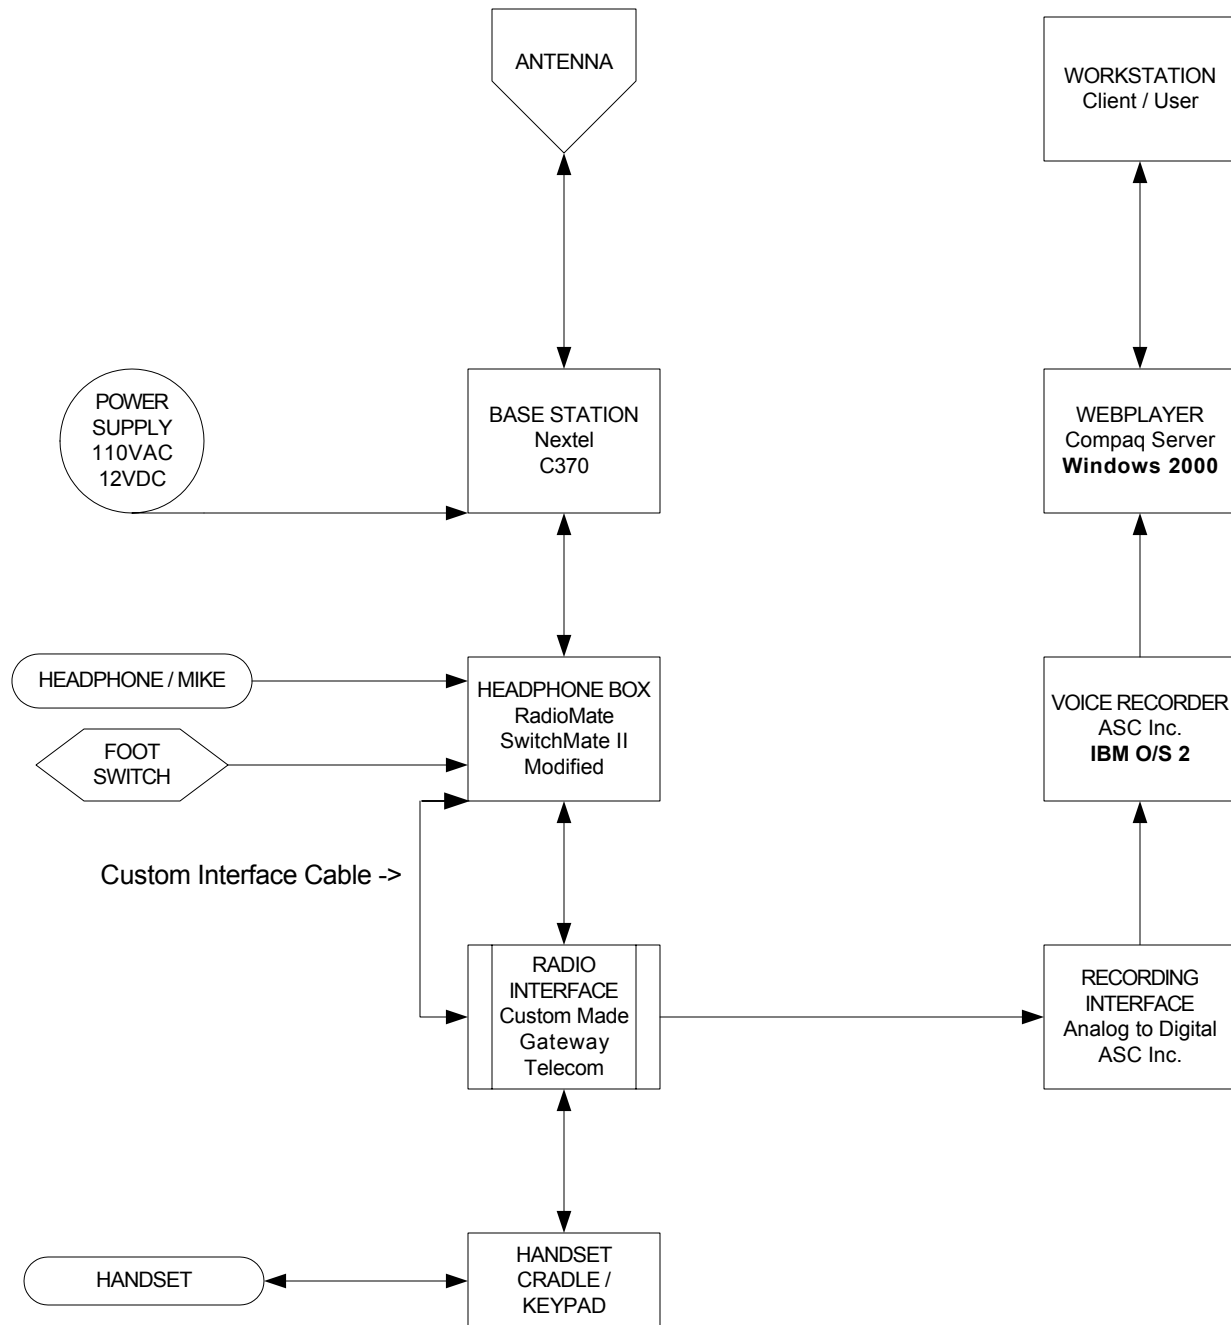 ANTENNA
WORKSTATION
Client / User
POWER
SUPPLY
110VAC
12VDC
BASE STATION
Nextel
C370
WEBPLAYER
Compaq Server
Windows 2000
HEADPHONE / MIKE
FOOT
SWITCH
HEADPHONE BOX
RadioMate
SwitchMate II
Modified
VOICE RECORDER
ASC Inc.
IBM O/S 2
Custom Interface Cable ->
RADIO
INTERFACE
Custom Made
Gateway
Telecom
RECORDING
INTERFACE
Analog to Digital
ASC Inc.
HANDSET
HANDSET
CRADLE /
KEYPAD